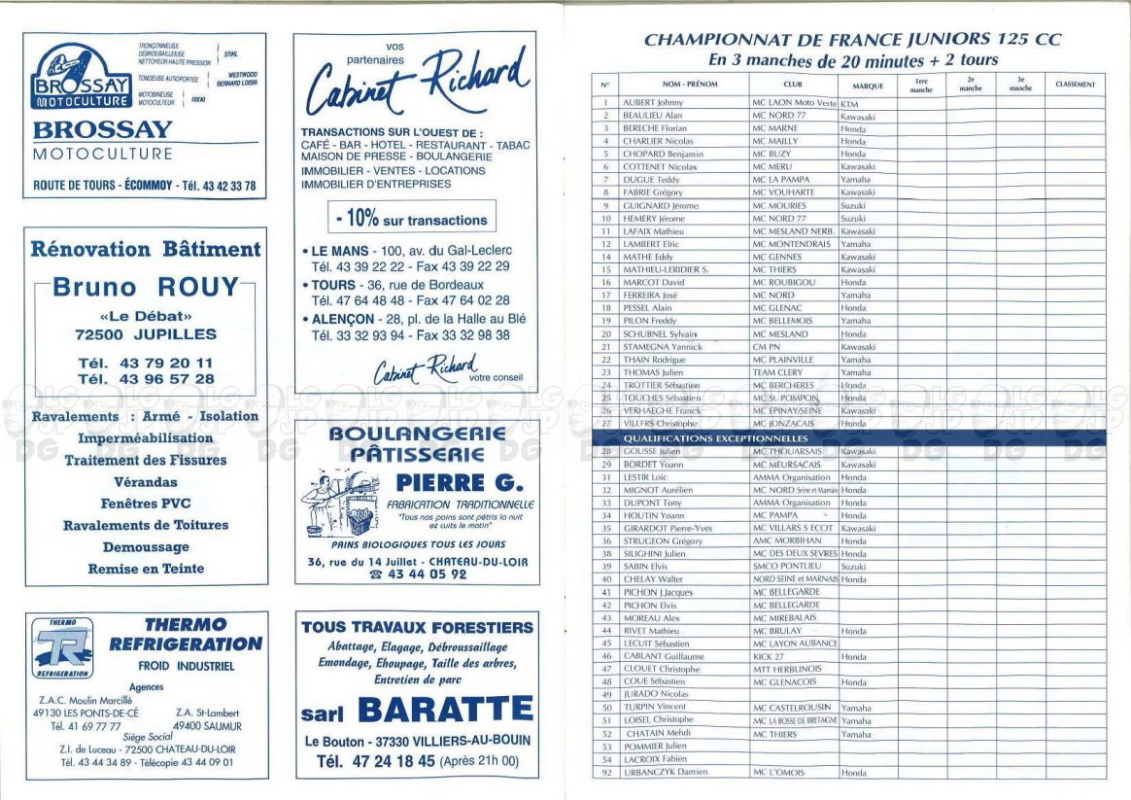 BROSSAY
MOTOCULTURE
TRONÇONNEUSE
DÉBROUSSAILLEUSE
NETTOYEUR HAUTE PRESSION
STIHL
TONDEUSE AUTOPORTÉE
WESTWOOD
BERNARD LOISIR
MOTOBINEUSE
MOTOCULTEUR
ISEKI
BROSSAY
MOTOCULTURE
ROUTE DE TOURS - ÉCOMMOY - Tél. 43 42 33 78
Rénovation Bâtiment
Bruno ROUY
«Le Débat»
72500 JUPILLES
Tél. 43 79 20 11
Tél. 43 96 57 28
Ravalements : Armé - Isolation
Imperméabilisation
Traitement des Fissures
Vérandas
Fenêtres PVC
Ravalements de Toitures
Demoussage
Remise en Teinte
THERMO
TR
REFRIGERATION
THERMO
REFRIGERATION
FROID INDUSTRIEL
Agences
Z.A.C. Moulin Marcillé
49130 LES PONTS-DE-CÉ
Tél. 41 69 77 77
Z.A. St-Lambert
49400 SAUMUR
Siège Social
Z.I. de Luceau - 72500 CHATEAU-DU-LOIR
Tél. 43 44 34 89 - Télécopie 43 44 09 01
vos
partenaires
Cabinet Richard
TRANSACTIONS SUR L'OUEST DE :
CAFÉ - BAR - HOTEL - RESTAURANT - TABAC
MAISON DE PRESSE - BOULANGERIE
IMMOBILIER - VENTES - LOCATIONS
IMMOBILIER D'ENTREPRISES
- 10% sur transactions
• LE MANS - 100, av. du Gal-Leclerc
Tél. 43 39 22 22 - Fax 43 39 22 29
• TOURS - 36, rue de Bordeaux
Tél. 47 64 48 48 - Fax 47 64 02 28
• ALENÇON - 28, pl. de la Halle au Blé
Tél. 33 32 93 94 - Fax 33 32 98 38
Cabinet Richard
votre conseil
BOULANGERIE
PÂTISSERIE
PIERRE G.
FABRICATION TRADITIONNELLE
"Tous nos pains sont pétris la nuit
et cuits le matin"
PAINS BIOLOGIQUES TOUS LES JOURS
36, rue du 14 Juillet - CHATEAU-DU-LOIR
☎ 43 44 05 92
TOUS TRAVAUX FORESTIERS
Abattage, Elagage, Débroussaillage
Emondage, Ehoupage, Taille des arbres,
Entretien de parc
sarl BARATTE
Le Bouton - 37330 VILLIERS-AU-BOUIN
Tél. 47 24 18 45 (Après 21h 00)
CHAMPIONNAT DE FRANCE JUNIORS 125 CC
En 3 manches de 20 minutes + 2 tours
N° NOM - PRÉNOM CLUB MARQUE 1ere manche 2e manche 3e manche CLASSEMENT
1 AUBERT Johnny MC LAON Moto Verte KTM
2 BEAULIEU Alan MC NORD 77 Kawasaki
3 BERECHE Florian MC MARNE Honda
4 CHARLIER Nicolas MC MAILLY Honda
5 CHOPARD Benjamin MC BUZY Honda
6 COTTENET Nicolas MC MERU Kawasaki
7 DUGUE Teddy MC LA PAMPA Yamaha
8 FABRIE Grégory MC VOUHARTE Kawasaki
9 GUIGNARD Jérome MC MOURIES Suzuki
10 HEMERY Jérome MC NORD 77 Suzuki
11 LAFAIX Mathieu MC MESLAND NERB. Kawasaki
12 LAMBERT Elric MC MONTENDRAIS Yamaha
14 MATHE Eddy MC GENNES Kawasaki
15 MATHIEU-LERIDIER S. MC THIERS Kawasaki
16 MARCOT David MC ROUBIGOU Honda
17 FERREIRA José MC NORD Yamaha
18 PESSEL Alain MC GLENAC Honda
19 PILON Freddy MC BELLEMOIS Yamaha
20 SCHUBNEL Sylvain MC MESLAND Honda
21 STAMEGNA Yannick CM PN Kawasaki
22 THAIN Rodrigue MC PLAINVILLE Yamaha
23 THOMAS Julien TEAM CLERY Yamaha
24 TROTTIER Sébastien MC BERCHERES Honda
25 TOUCHES Sébastien MC St. POMPON Honda
26 VERHAEGHE Franck MC EPINAY/SEINE Kawasaki
27 VILLERS Christophe MC JONZACAIS Honda
QUALIFICATIONS EXCEPTIONNELLES
28 GOUSSE Julien MC THOUARSAIS Kawasaki
29 BORDET Yoann MC MEURSACAIS Kawasaki
31 LESTIR Loic AMMA Organisation Honda
32 MIGNOT Aurélien MC NORD Seine et Marnais Honda
33 DUPONT Tony AMMA Organisation Honda
34 HOUTIN Yoann MC PAMPA Honda
35 GIRARDOT Pierre-Yves MC VILLARS S ECOT Kawasaki
36 STRUGEON Grégory AMC MORBIHAN Honda
38 SILIGHINI Julien MC DES DEUX SEVRES Honda
39 SABIN Elvis SMCO PONTLIEU Suzuki
40 CHELAY Walter NORD SEINE et MARNAIS Honda
41 PICHON J.Jacques MC BELLEGARDE
42 PICHON Elvis MC BELLEGARDE
43 MOREAU Alex MC MIREBALAIS
44 RIVET Mathieu MC BRULAY Honda
45 LECUIT Sébastien MC LAYON AUBANCE
46 CABLANT Guillaume KICK 27 Honda
47 CLOUET Christophe MTT HERBLINOIS
48 COUE Sébastien MC GLENACOIS Honda
49 JURADO Nicolas
50 TURPIN Vincent MC CASTELROUSIN Yamaha
51 LOISEL Christophe MC LA BOSSE DE BRETAGNE Yamaha
52 CHATAIN Mehdi MC THIERS Yamaha
53 POMMIER Julien
54 LACROIX Fabien
92 URBANCZYK Damien MC L'OMOIS Honda